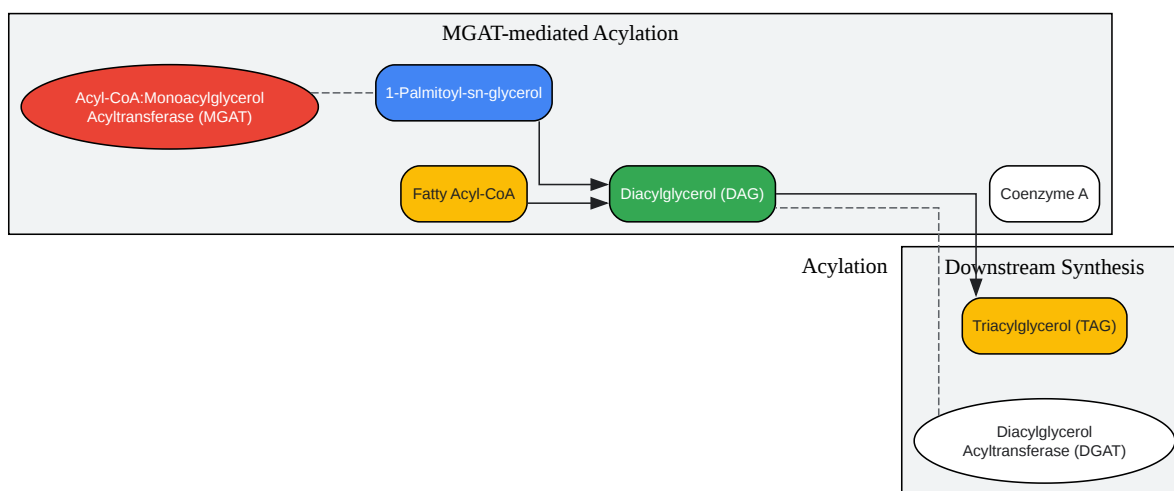 MGAT-mediated Acylation
Acyl-CoA:Monoacylglycerol
Acyltransferase (MGAT)
1-Palmitoyl-sn-glycerol
Fatty Acyl-CoA
Diacylglycerol (DAG)
Coenzyme A
Acylation
Downstream Synthesis
Triacylglycerol (TAG)
Diacylglycerol
Acyltransferase (DGAT)